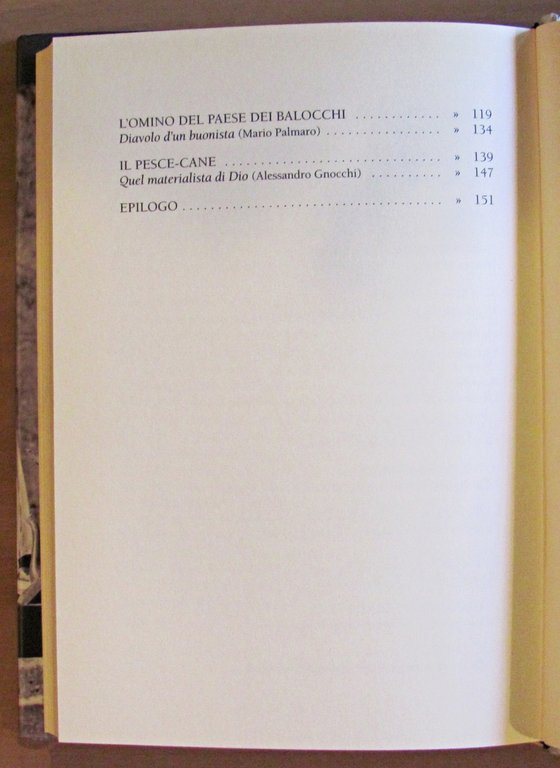 L'OMINO DEL PAESE DEI BALOCCHI . . . . . . . . . . . . » 119
Diavolo d'un buonista (Mario Palmaro) . . . . . . . . . . . . . . . . » 134
IL PESCE-CANE . . . . . . . . . . . . . . . . . . . . . . . . . . . . . . » 139
Quel materialista di Dio (Alessandro Gnocchi) . . . . . . . . . . » 147
EPILOGO . . . . . . . . . . . . . . . . . . . . . . . . . . . . . . . . . . . . » 151